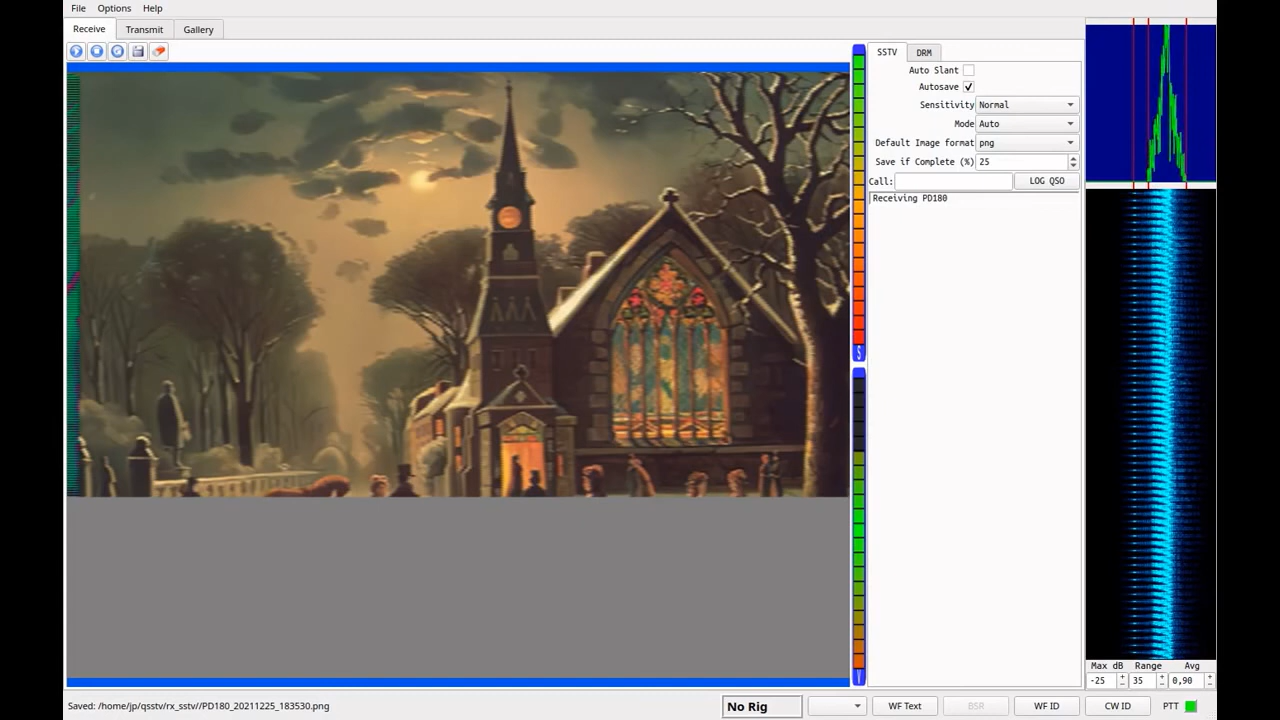 File Options Help
Receive Transmit Gallery
SSTV DRM
Auto Slant
Autosave
Sensitivity Normal
Mode Auto
Default Image format png
Save if Complete (%) 25
Call: LOG QSO
Receiving PD180
S
V
Max dB Range Avg
-25 35 0,90
Saved: /home/jp/qsstv/rx_sstv//PD180_20211225_183530.png
No Rig
WF Text BSR WF ID CW ID PTT